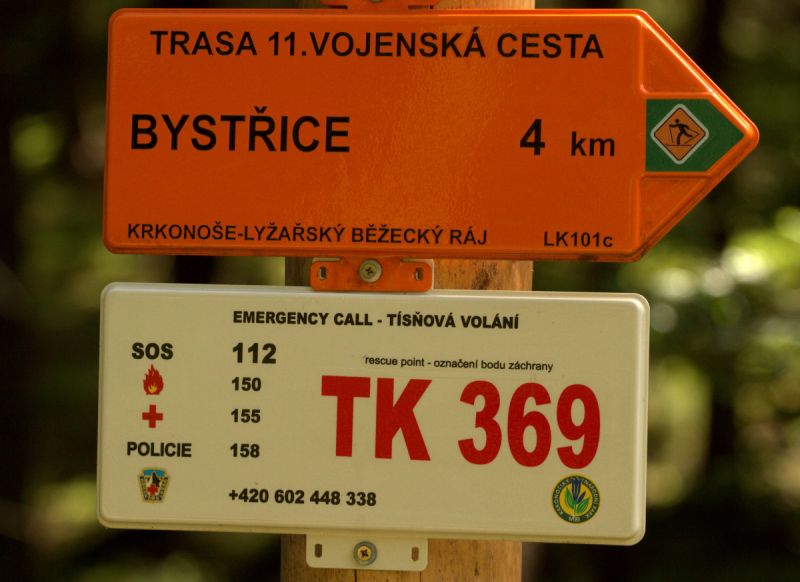 TRASA 11.VOJENSKÁ CESTA
BYSTŘICE 4 km
KRKONOŠE-LYŽAŘSKÝ BĚŽECKÝ RÁJ LK101c
EMERGENCY CALL - TÍSŇOVÁ VOLÁNÍ
SOS 112
rescue point - označení bodu záchrany
150
155
TK 369
POLICIE 158
+420 602 448 338